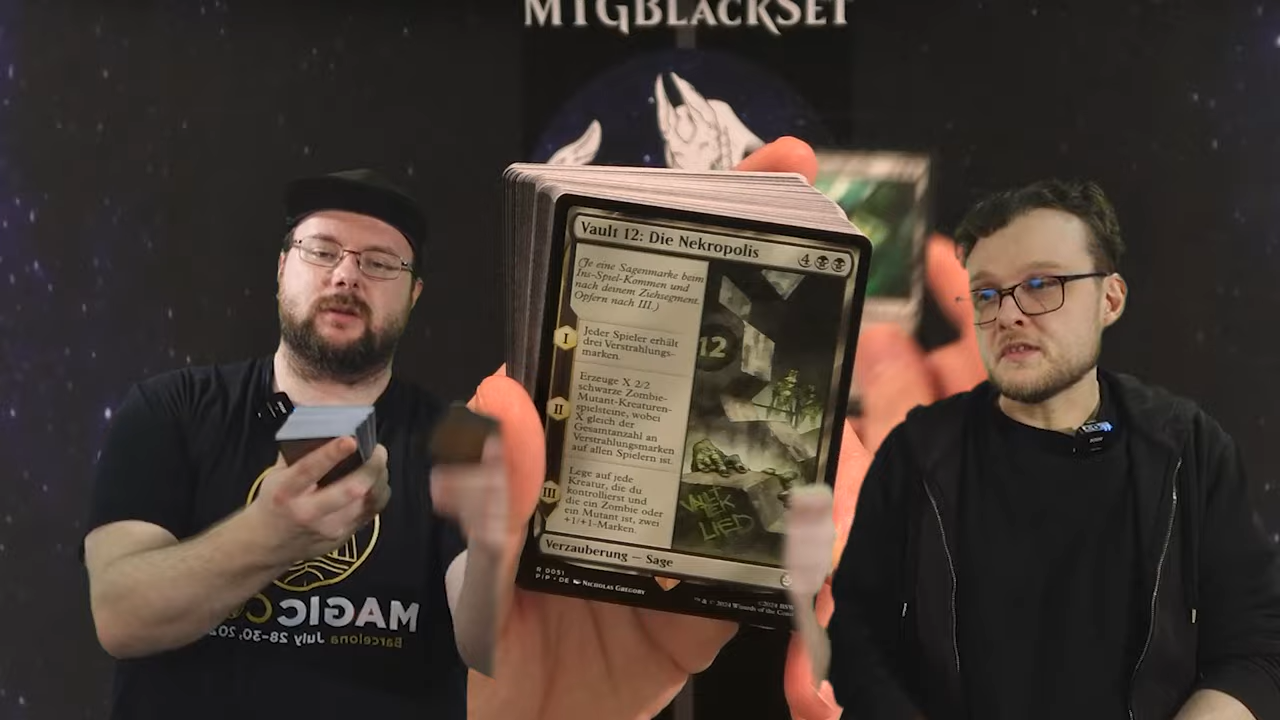 MTGBLACKSET
Vault 12: Die Nekropolis
4
(Je eine Sagenmarke beim
Ins-Spiel-Kommen und
nach deinem Ziehsegment.
Opfern nach III.)
I
Jeder Spieler erhält
drei Verstrahlungs-
marken.
II
Erzeuge X 2/2
schwarze Zombie-
Mutant-Kreaturen-
spielsteine, wobei
X gleich der
Gesamtanzahl an
Verstrahlungsmarken
auf allen Spielern ist.
III
Lege auf jede
Kreatur, die du
kontrollierst und
die ein Zombie oder
ein Mutant ist, zwei
+1/+1-Marken.
12
Verzauberung — Sage
R 0051
PIP • DE Nicholas Gregory
MAGIC
Barcelona July 28-30, 202